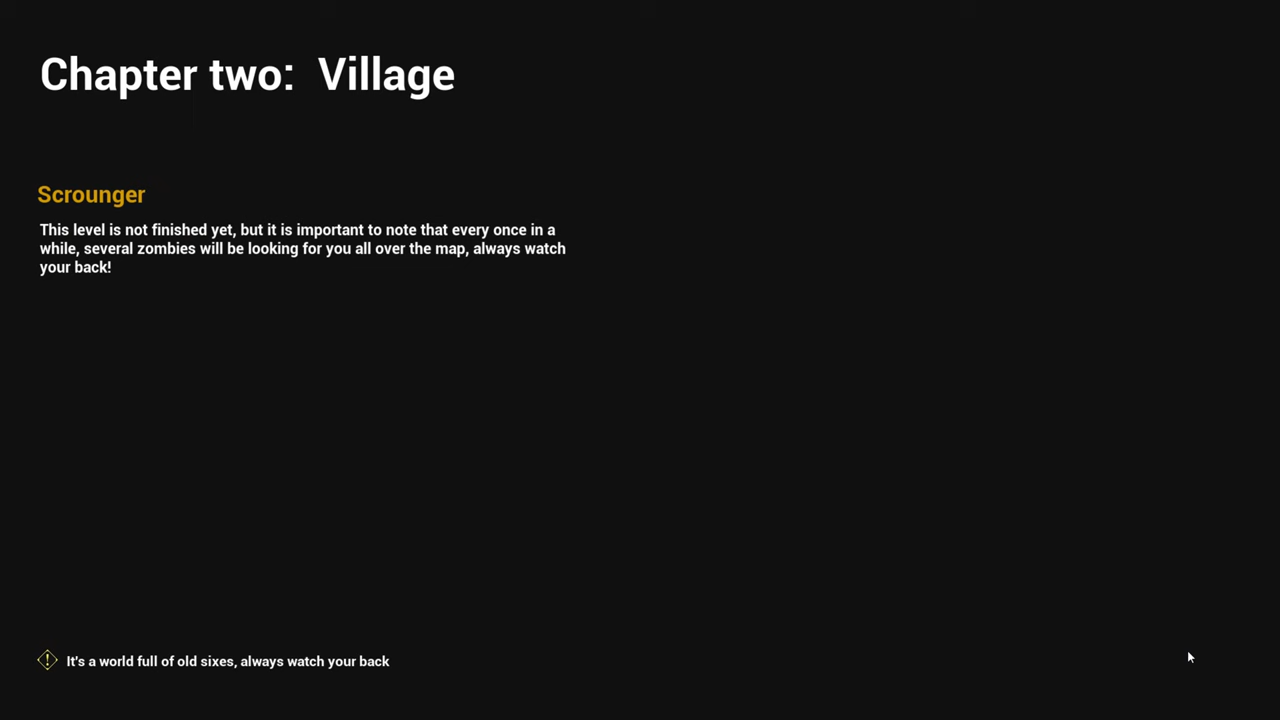 Chapter two:  Village
Scrounger
This level is not finished yet, but it is important to note that every once in a
while, several zombies will be looking for you all over the map, always watch
your back!
It's a world full of old sixes, always watch your back